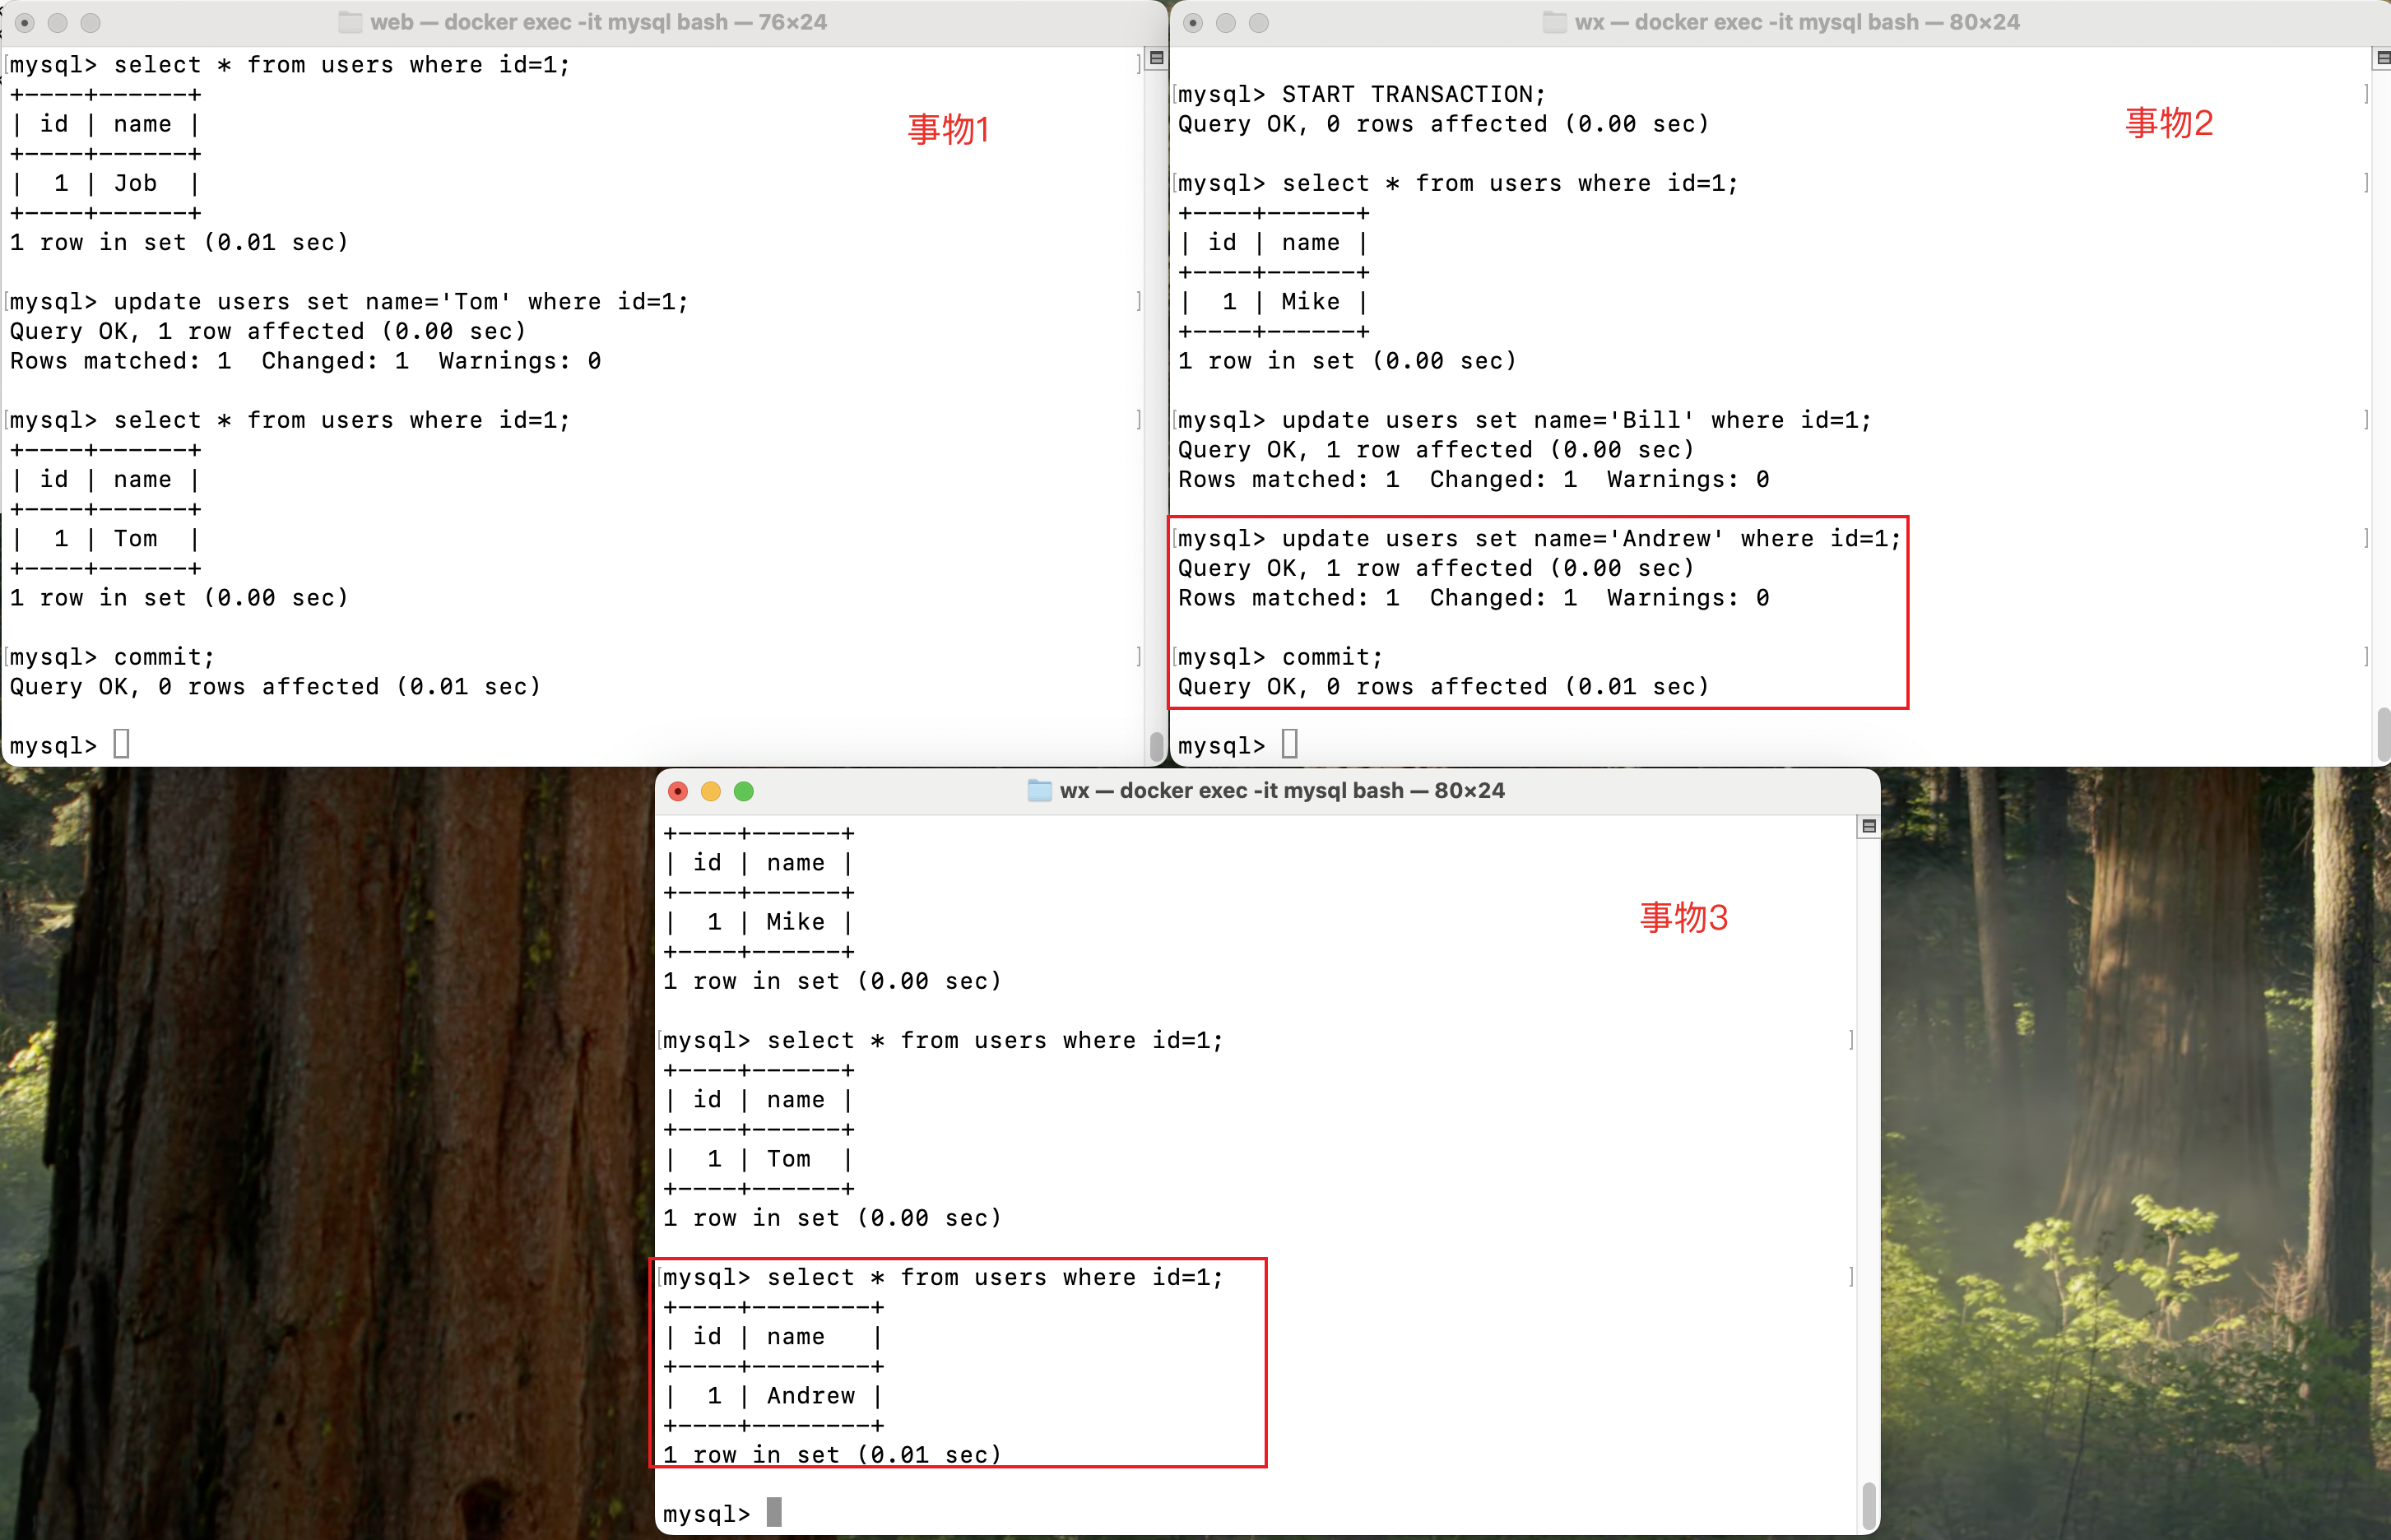 web — docker exec -it mysql bash — 76×24
mysql> select * from users where id=1;
+----+------+
| id | name |
+----+------+
|  1 | Job  |
+----+------+
1 row in set (0.01 sec)
mysql> update users set name='Tom' where id=1;
Query OK, 1 row affected (0.00 sec)
Rows matched: 1  Changed: 1  Warnings: 0
mysql> select * from users where id=1;
+----+------+
| id | name |
+----+------+
|  1 | Tom  |
+----+------+
1 row in set (0.00 sec)
mysql> commit;
Query OK, 0 rows affected (0.01 sec)
mysql>
事物1
wx — docker exec -it mysql bash — 80×24
mysql> START TRANSACTION;
Query OK, 0 rows affected (0.00 sec)
mysql> select * from users where id=1;
+----+------+
| id | name |
+----+------+
|  1 | Mike |
+----+------+
1 row in set (0.00 sec)
mysql> update users set name='Bill' where id=1;
Query OK, 1 row affected (0.00 sec)
Rows matched: 1  Changed: 1  Warnings: 0
mysql> update users set name='Andrew' where id=1;
Query OK, 1 row affected (0.00 sec)
Rows matched: 1  Changed: 1  Warnings: 0
mysql> commit;
Query OK, 0 rows affected (0.01 sec)
mysql>
事物2
wx — docker exec -it mysql bash — 80×24
+----+------+
| id | name |
+----+------+
|  1 | Mike |
+----+------+
1 row in set (0.00 sec)
mysql> select * from users where id=1;
+----+------+
| id | name |
+----+------+
|  1 | Tom  |
+----+------+
1 row in set (0.00 sec)
mysql> select * from users where id=1;
+----+--------+
| id | name   |
+----+--------+
|  1 | Andrew |
+----+--------+
1 row in set (0.01 sec)
mysql>
事物3